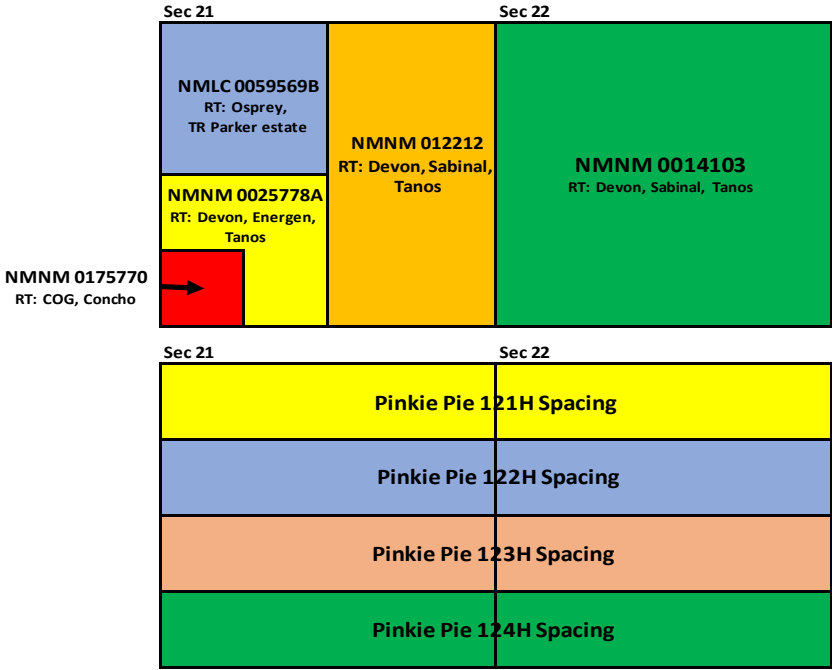 Sec 21
Sec 22
NMLC 0059569B
RT: Osprey,
TR Parker estate
NMNM 012212
RT: Devon, Sabinal,
Tanos
NMNM 0014103
RT: Devon, Sabinal, Tanos
NMNM 0025778A
RT: Devon, Energen,
Tanos
NMNM 0175770
RT: COG, Concho
Sec 21
Sec 22
Pinkie Pie 121H Spacing
Pinkie Pie 122H Spacing
Pinkie Pie 123H Spacing
Pinkie Pie 124H Spacing